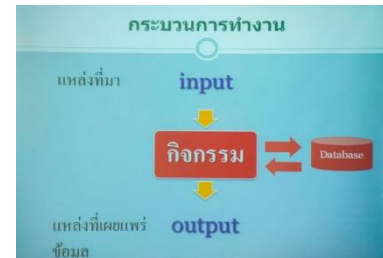 กระบวนการทำงาน
แหล่งที่มา
input
กิจกรรม
Database
แหล่งที่เผยแพร่
ข้อมูล
output